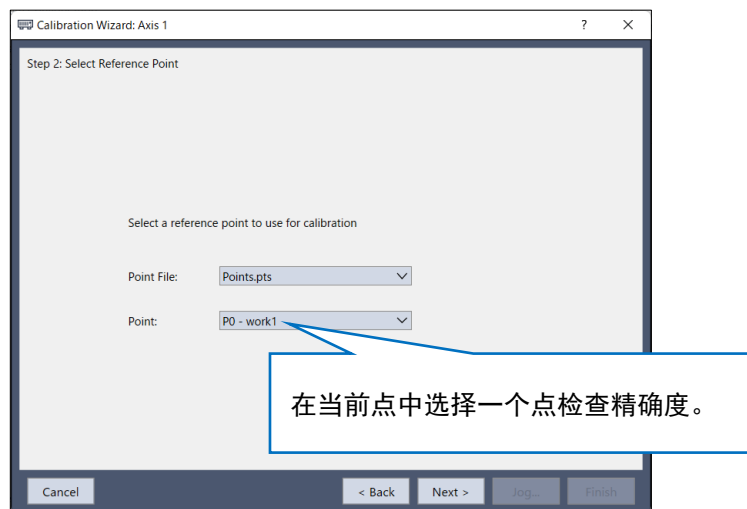 Calibration Wizard: Axis 1
?
Step 2: Select Reference Point
Select a reference point to use for calibration
Point File:
Points.pts
Point:
P0 - work1
在当前点中选择一个点检查精确度。
Cancel
< Back
Next >
Jog...
Finish